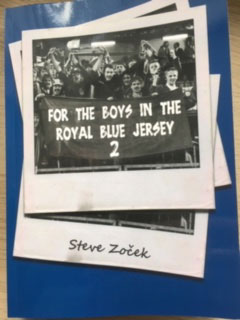 FOR THE BOYS IN THE
ROYAL BLUE JERSEY
2
Steve Zoček